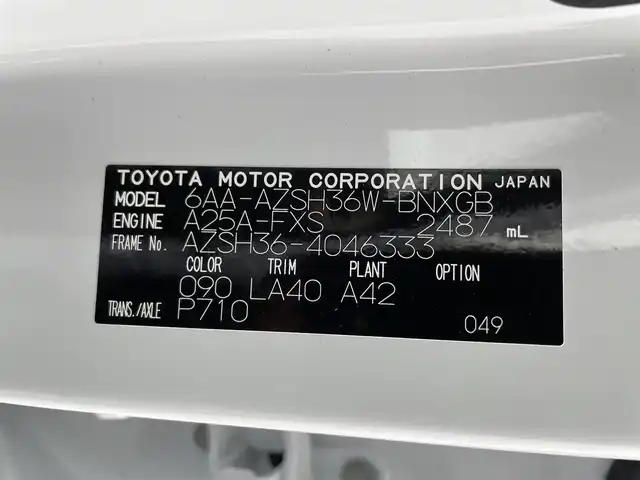 TOYOTA MOTOR CORPORATION JAPAN
MODEL 6AA-AZSH36W-BNXGB
ENGINE A25A-FXS 2487 mL
FRAME No. AZSH36-4046333
COLOR TRIM PLANT OPTION
090 LA40 A42
TRANS./AXLE P710 049